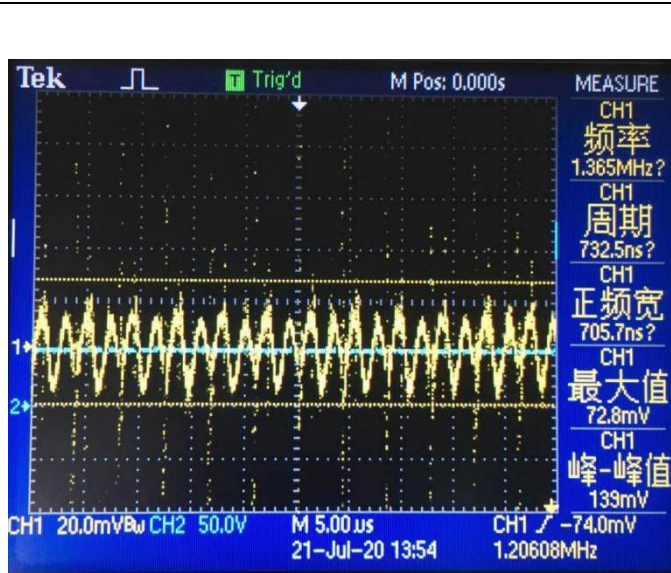 Tek
T Trig'd
M Pos: 0.000s
MEASURE
CH1
频率
1.365MHz?
CH1
周期
732.5ns?
CH1
正频宽
705.7ns?
CH1
最大值
72.8mV
CH1
峰-峰值
139mV
1
2
CH1 20.0mVBw CH2 50.0V M 5.00µs CH1 -74.0mV
21-Jul-20 13:54 1.20608MHz